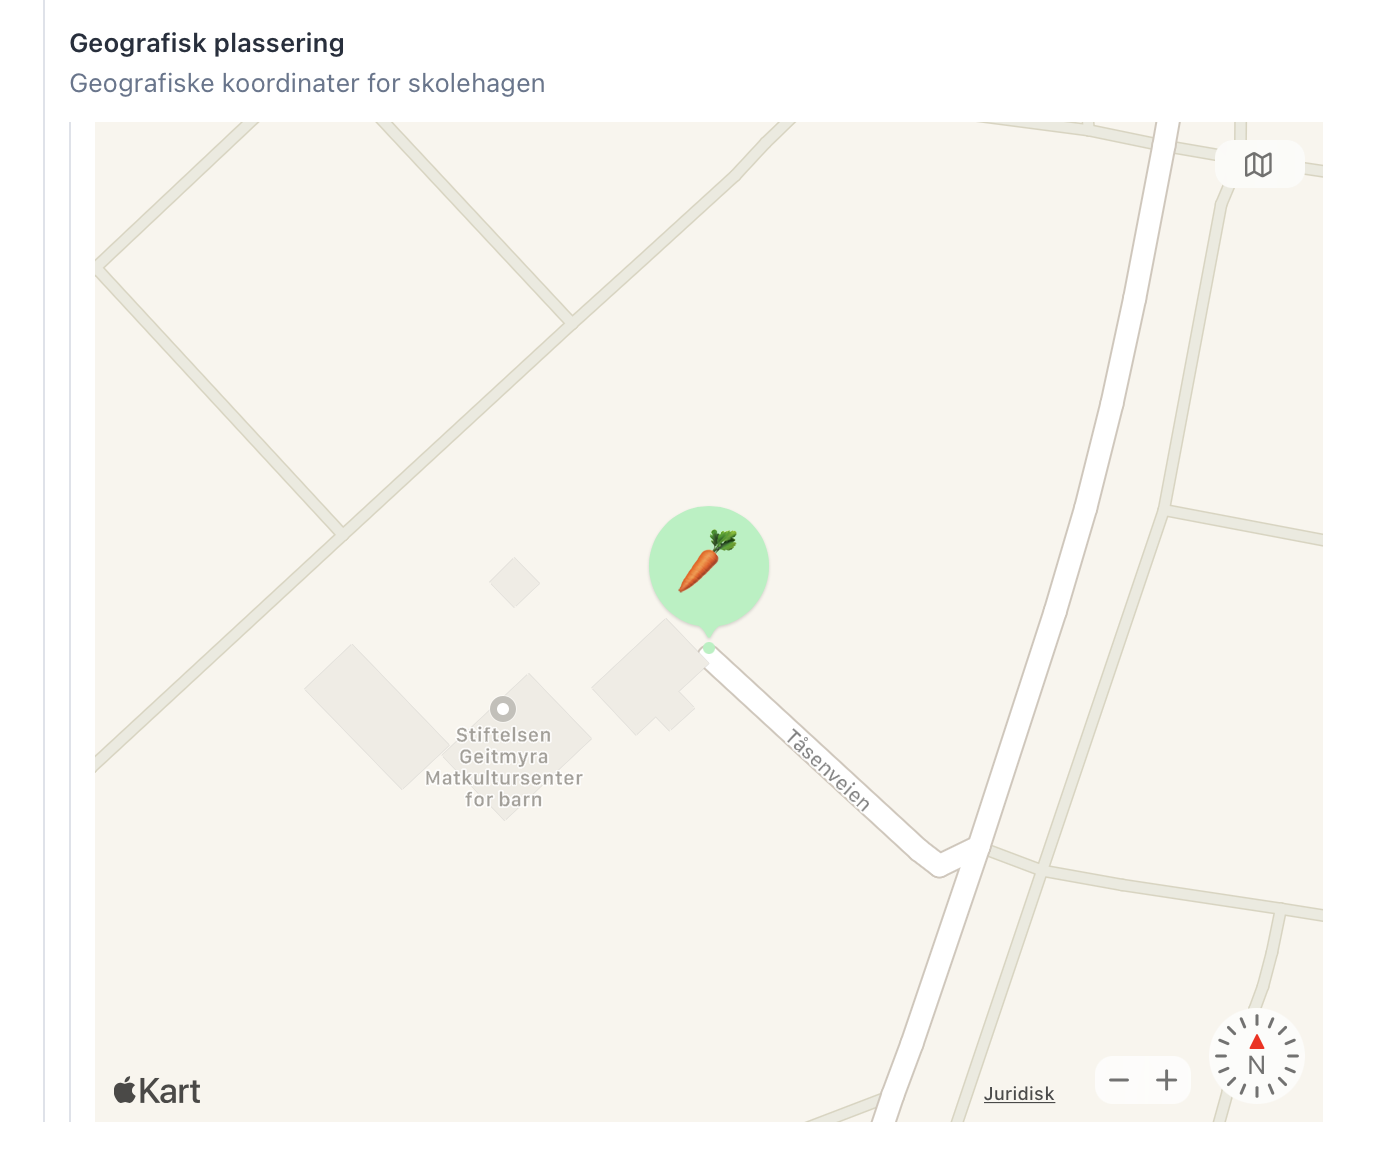 Geografisk plassering
Geografiske koordinater for skolehagen
Stiftelsen
Geitmyra
Matkultursenter
for barn
Tåsenveien
Kart
Juridisk
N